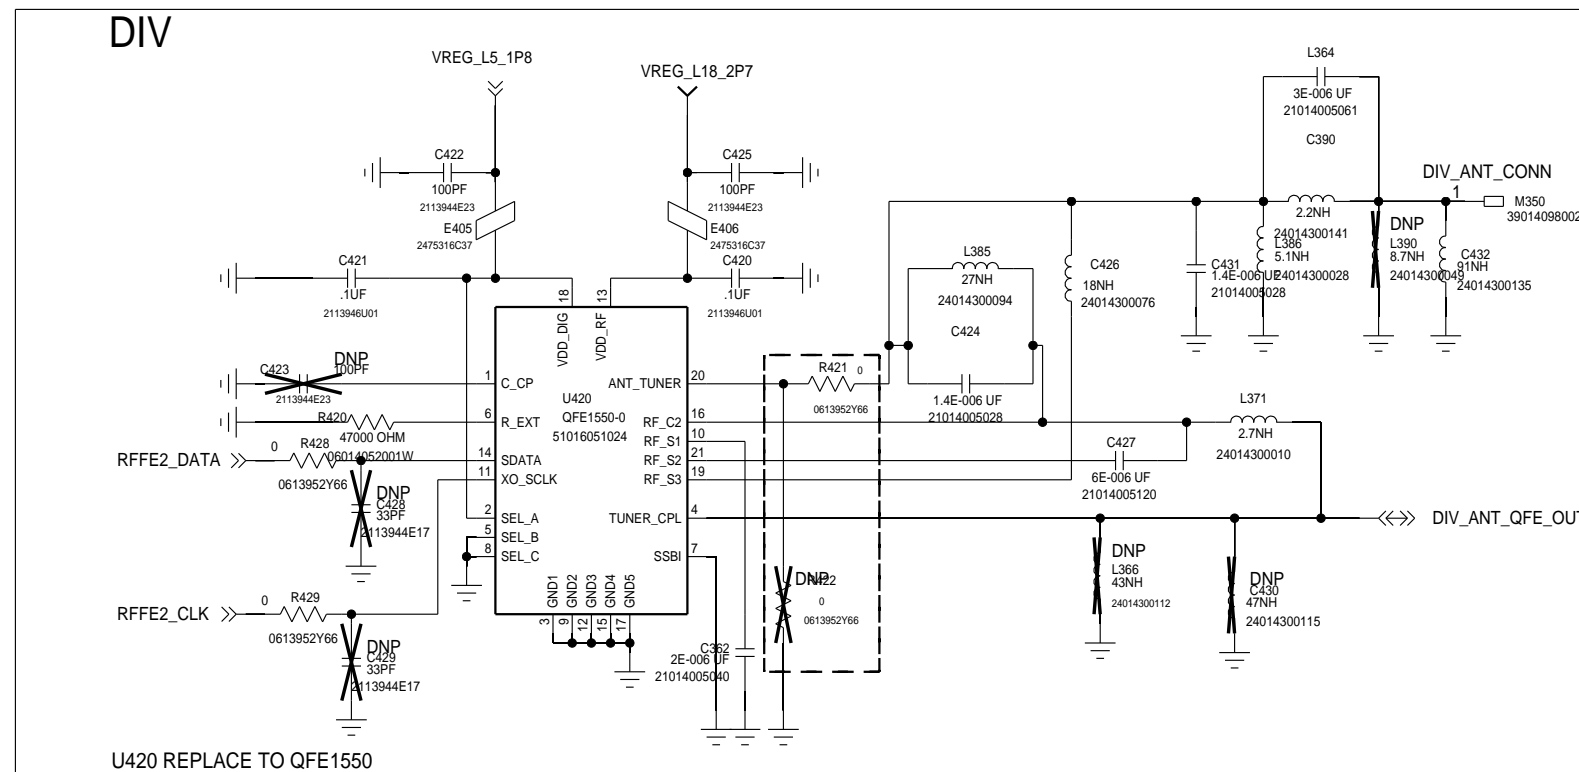 DIV
VREG_L5_1P8
VREG_L18_2P7
C422
100PF
2113944E23
C425
100PF
2113944E23
E405
2475316C37
E406
2475316C37
C421
.1UF
2113946U01
C420
.1UF
2113946U01
18
VDD_DIG
13
VDD_RF
L364
3E-006 UF
21014005061
C390
DIV_ANT_CONN
1
M350
39014098002
2.2NH
24014300141
L386
5.1NH
24014300028
DNP
L390
8.7NH
24014300049
C432
91NH
24014300135
C431
1.4E-006 UF
21014005028
C426
18NH
24014300076
L385
27NH
24014300094
C424
1.4E-006 UF
21014005028
DNP
C423
100PF
2113944E23
1
C_CP
R420
47000 OHM
06014052001W
6
R_EXT
RFFE2_DATA
0
R428
0613952Y66
14
SDATA
11
XO_SCLK
DNP
C428
33PF
2113944E17
2
SEL_A
5
SEL_B
8
SEL_C
U420
QFE1550-0
51016051024
ANT_TUNER
20
RF_C2
16
RF_S1
10
RF_S2
21
RF_S3
19
TUNER_CPL
4
SSBI
7
R421
0
0613952Y66
L371
2.7NH
24014300010
C427
6E-006 UF
21014005120
DIV_ANT_QFE_OUT
DNP
L366
43NH
24014300112
DNP
C430
47NH
24014300115
DNP
R422
0
0613952Y66
RFFE2_CLK
0
R429
0613952Y66
DNP
C429
33PF
2113944E17
GND1
GND2
GND3
GND4
GND5
3
9
12
15
17
C362
2E-006 UF
21014005040
U420 REPLACE TO QFE1550